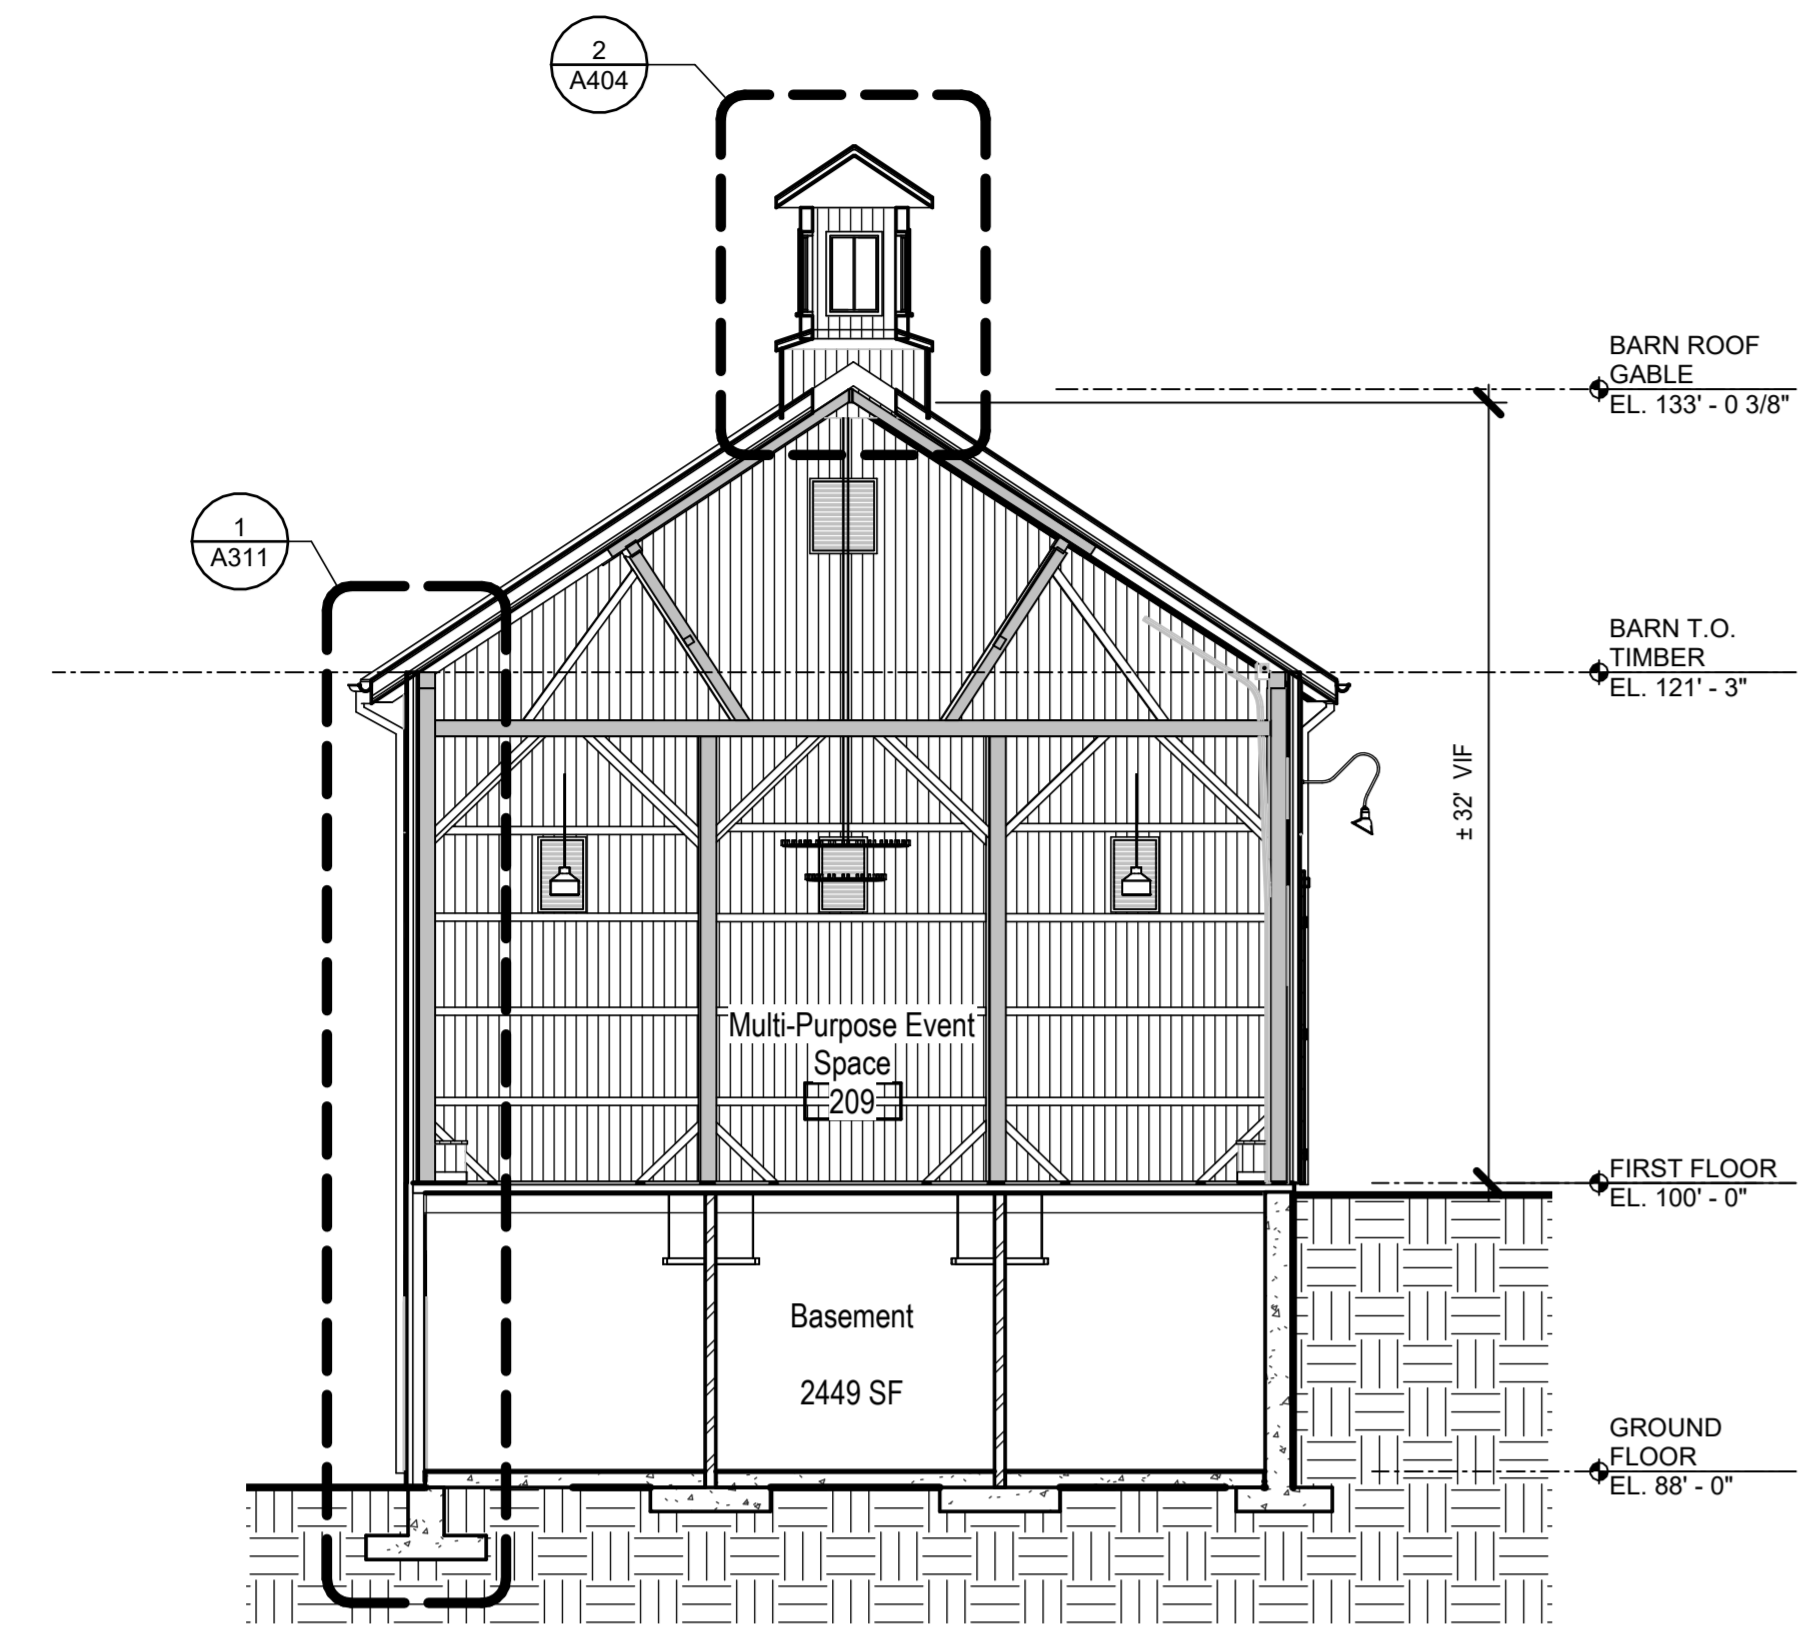 2
A404
BARN ROOF
GABLE
EL. 133' - 0 3/8"
1
A311
BARN T.O.
TIMBER
EL. 121' - 3"
± 32' VIF
Multi-Purpose Event
Space
209
FIRST FLOOR
EL. 100' - 0"
Basement
2449 SF
GROUND
FLOOR
EL. 88' - 0"